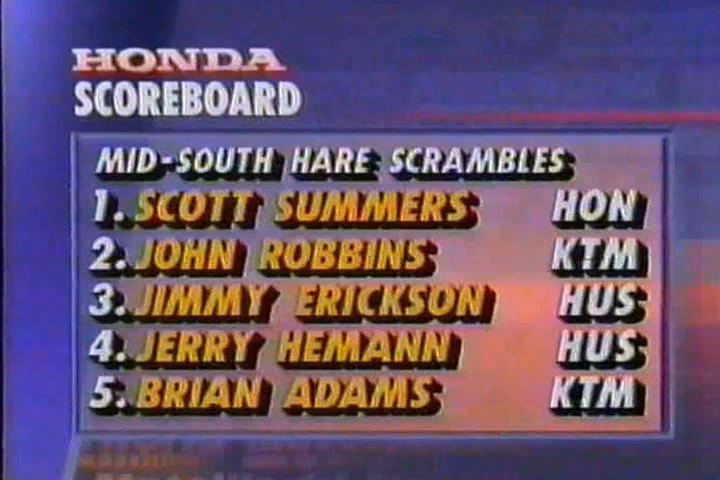 HONDA
SCOREBOARD
MID-SOUTH HARE SCRAMBLES
1. SCOTT SUMMERS HON
2. JOHN ROBBINS KTM
3. JIMMY ERICKSON HUS
4. JERRY HEMANN HUS
5. BRIAN ADAMS KTM